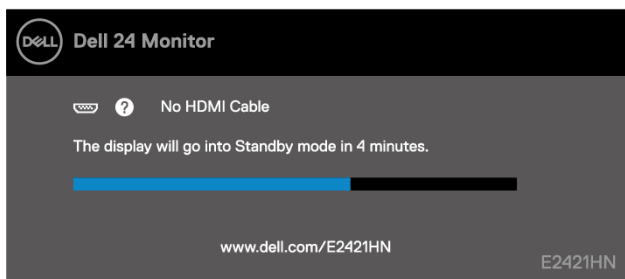 DELL Dell 24 Monitor
? No HDMI Cable
The display will go into Standby mode in 4 minutes.
www.dell.com/E2421HN
E2421HN